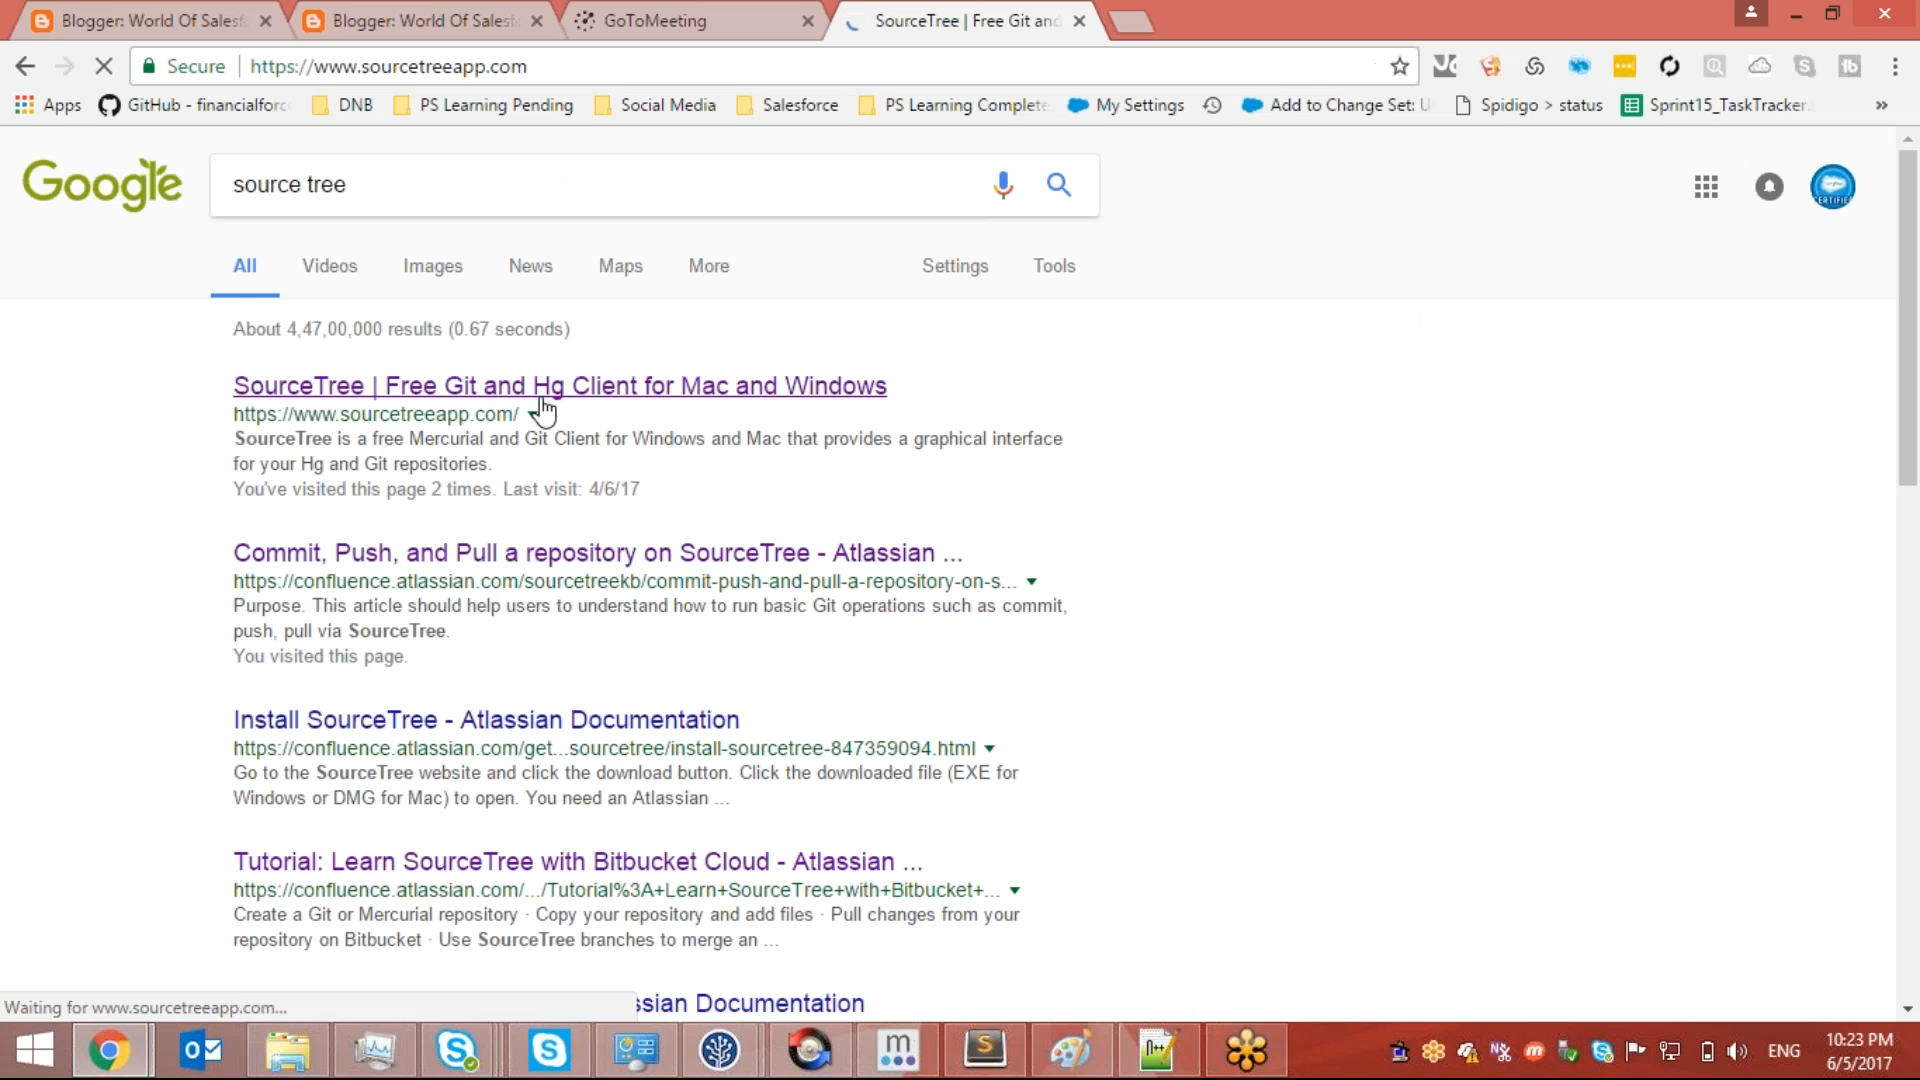 Blogger: World Of Salesf
Blogger: World Of Salesf
GoToMeeting
SourceTree | Free Git and
Secure
https://www.sourcetreeapp.com
Apps
GitHub - financialforc
DNB
PS Learning Pending
Social Media
Salesforce
PS Learning Complete
My Settings
Add to Change Set: U
Spidigo > status
Sprint15_TaskTracker
»
Google
source tree
All
Videos
Images
News
Maps
More
Settings
Tools
About 4,47,00,000 results (0.67 seconds)
SourceTree | Free Git and Hg Client for Mac and Windows
https://www.sourcetreeapp.com/
SourceTree is a free Mercurial and Git Client for Windows and Mac that provides a graphical interface
for your Hg and Git repositories.
You've visited this page 2 times. Last visit: 4/6/17
Commit, Push, and Pull a repository on SourceTree - Atlassian ...
https://confluence.atlassian.com/sourcetreekb/commit-push-and-pull-a-repository-on-s...
Purpose. This article should help users to understand how to run basic Git operations such as commit,
push, pull via SourceTree.
You visited this page.
Install SourceTree - Atlassian Documentation
https://confluence.atlassian.com/get...sourcetree/install-sourcetree-847359094.html
Go to the SourceTree website and click the download button. Click the downloaded file (EXE for
Windows or DMG for Mac) to open. You need an Atlassian ...
Tutorial: Learn SourceTree with Bitbucket Cloud - Atlassian ...
https://confluence.atlassian.com/.../Tutorial%3A+Learn+SourceTree+with+Bitbucket+...
Create a Git or Mercurial repository · Copy your repository and add files · Pull changes from your
repository on Bitbucket · Use SourceTree branches to merge an ...
ssian Documentation
Waiting for www.sourcetreeapp.com...
ENG
10:23 PM
6/5/2017